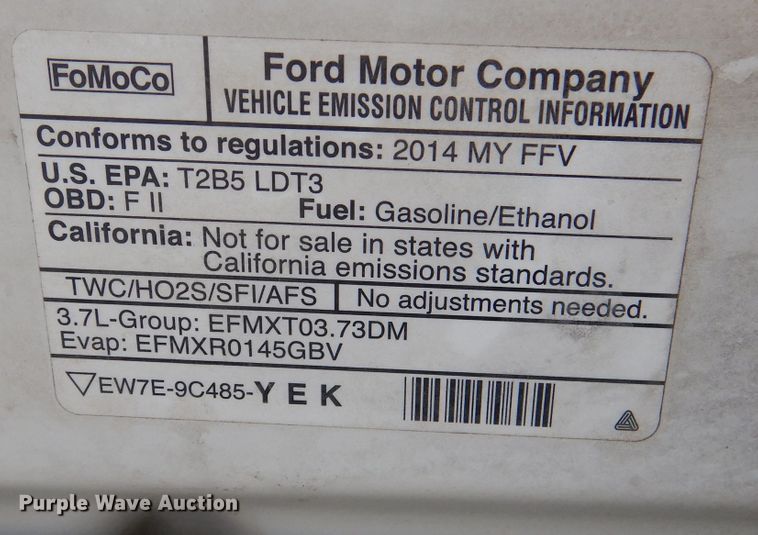 FoMoCo
Ford Motor Company
VEHICLE EMISSION CONTROL INFORMATION
Conforms to regulations: 2014 MY FFV
U.S. EPA: T2B5 LDT3
OBD: F II Fuel: Gasoline/Ethanol
California: Not for sale in states with
California emissions standards.
TWC/HO2S/SFI/AFS No adjustments needed.
3.7L-Group: EFMXT03.73DM
Evap: EFMXR0145GBV
EW7E-9C485-Y E K
Purple Wave Auction